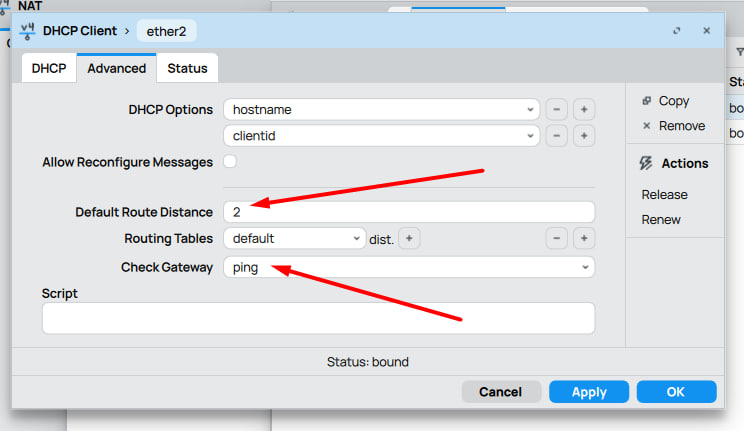 NAT
v4 DHCP Client > ether2
DHCP Advanced Status
DHCP Options hostname - +
clientid - +
Allow Reconfigure Messages
Default Route Distance 2
Routing Tables default dist. + - +
Check Gateway ping
Script
Status: bound
Cancel Apply OK
Copy
Remove
Actions
Release
Renew
Sta
bo
bo